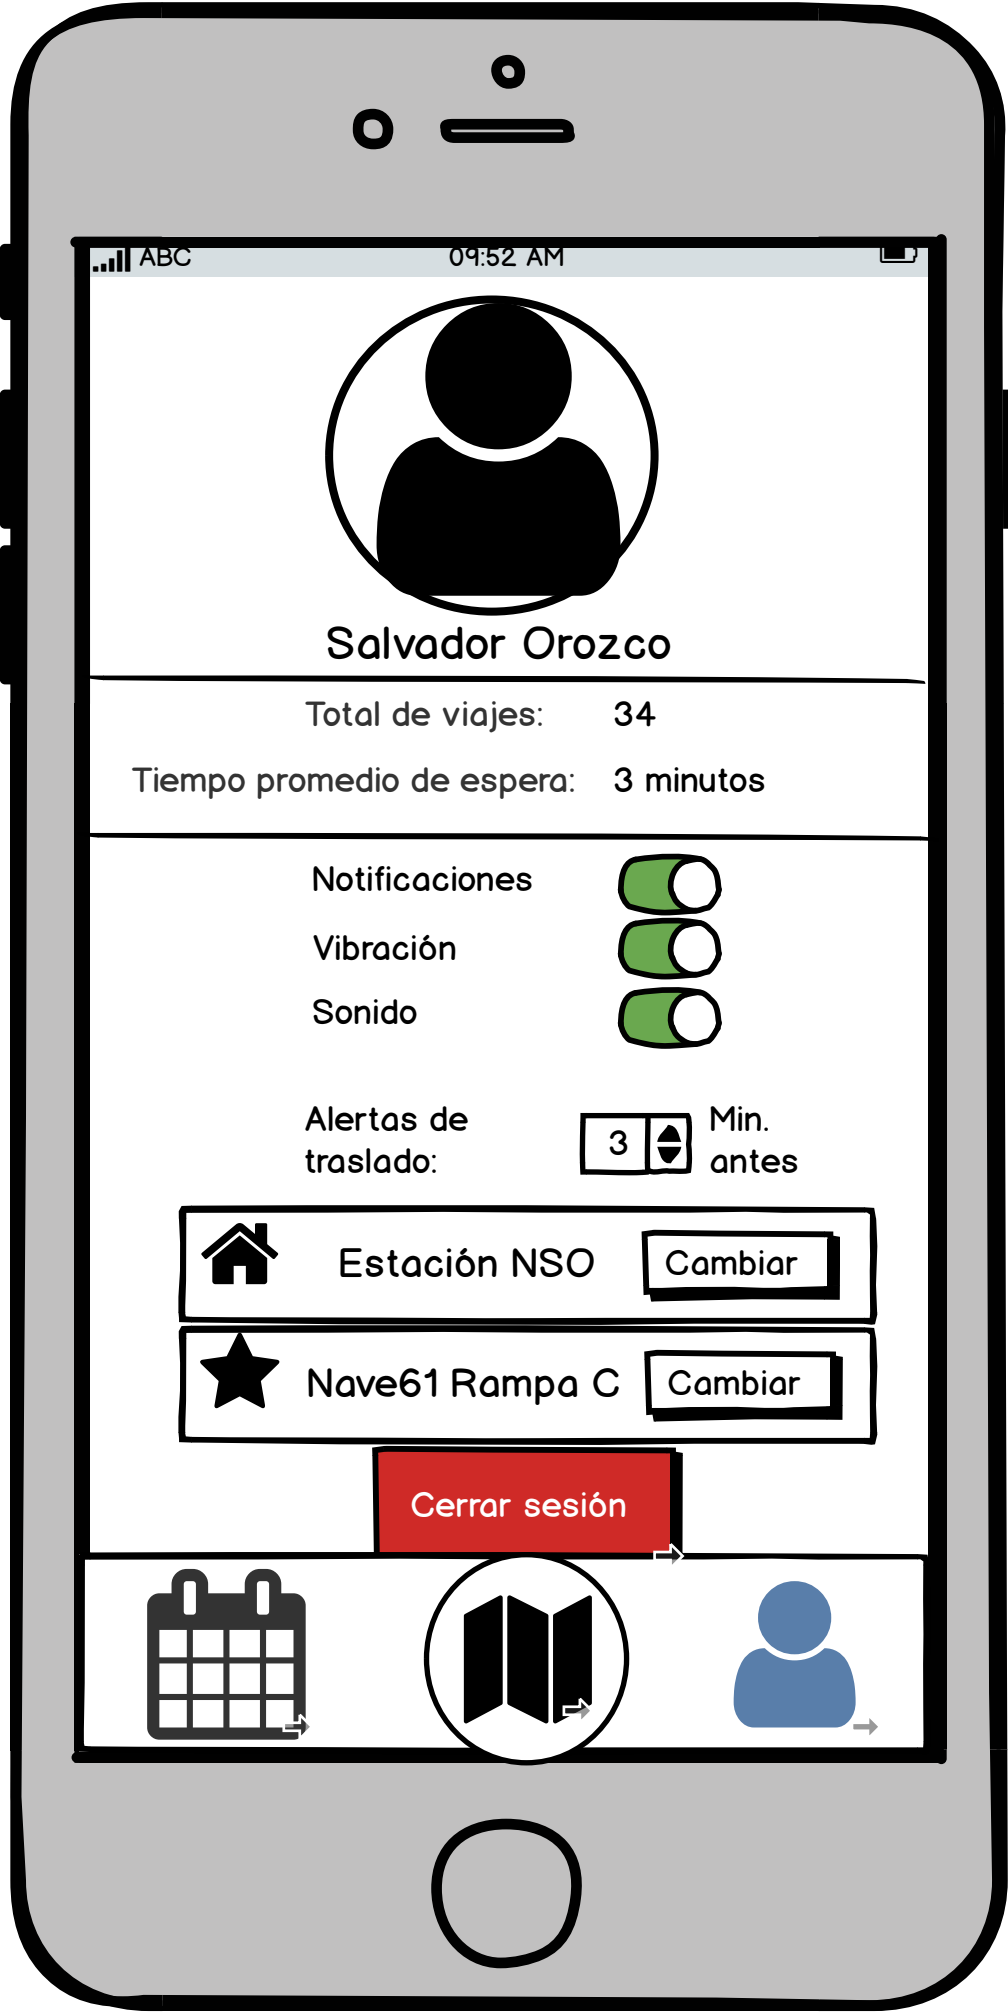 ABC 09:52 AM
Salvador Orozco
Total de viajes: 34
Tiempo promedio de espera: 3 minutos
Notificaciones
Vibración
Sonido
Alertas de
traslado: 3 Min.
antes
Estación NSO Cambiar
Nave61 Rampa C Cambiar
Cerrar sesión